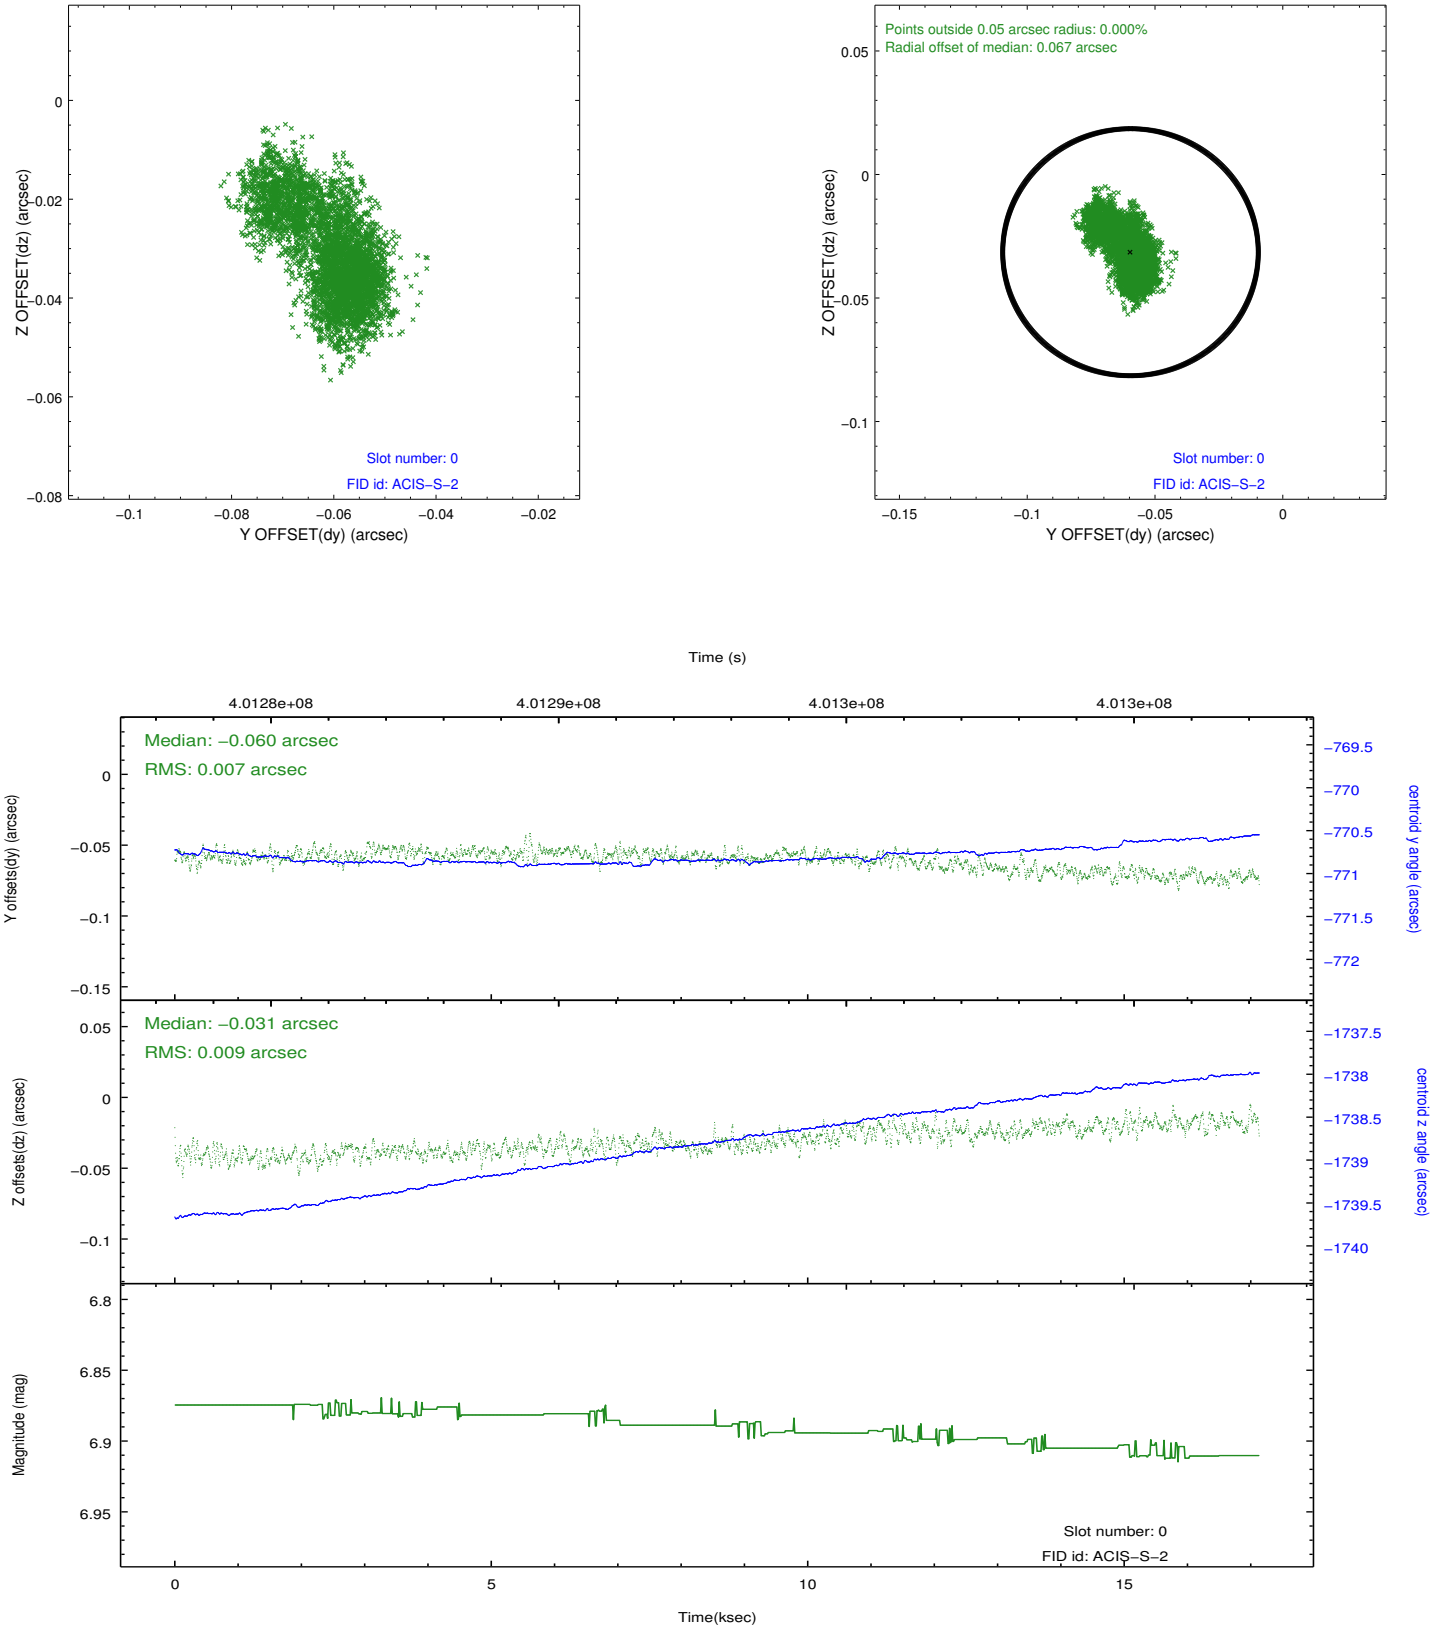 0
−0.02
−0.04
−0.06
−0.08
Z OFFSET(dz) (arcsec)
Slot number: 0
FID id: ACIS−S−2
−0.1 −0.08 −0.06 −0.04 −0.02
Y OFFSET(dy) (arcsec)
Points outside 0.05 arcsec radius: 0.000%
Radial offset of median: 0.067 arcsec
0.05
0
−0.05
−0.1
Z OFFSET(dz) (arcsec)
Slot number: 0
FID id: ACIS−S−2
−0.15 −0.1 −0.05 0
Y OFFSET(dy) (arcsec)
Time (s)
4.0128e+08 4.0129e+08 4.013e+08 4.013e+08
Median: −0.060 arcsec
RMS: 0.007 arcsec
0
−0.05
−0.1
−0.15
Y offsets(dy) (arcsec)
−769.5
−770
−770.5
−771
−771.5
−772
centroid y angle (arcsec)
Median: −0.031 arcsec
RMS: 0.009 arcsec
0.05
0
−0.05
−0.1
Z offsets(dz) (arcsec)
−1737.5
−1738
−1738.5
−1739
−1739.5
−1740
centroid z angle (arcsec)
6.8
6.85
6.9
6.95
Magnitude (mag)
Slot number: 0
FID id: ACIS−S−2
0 5 10 15
Time(ksec)